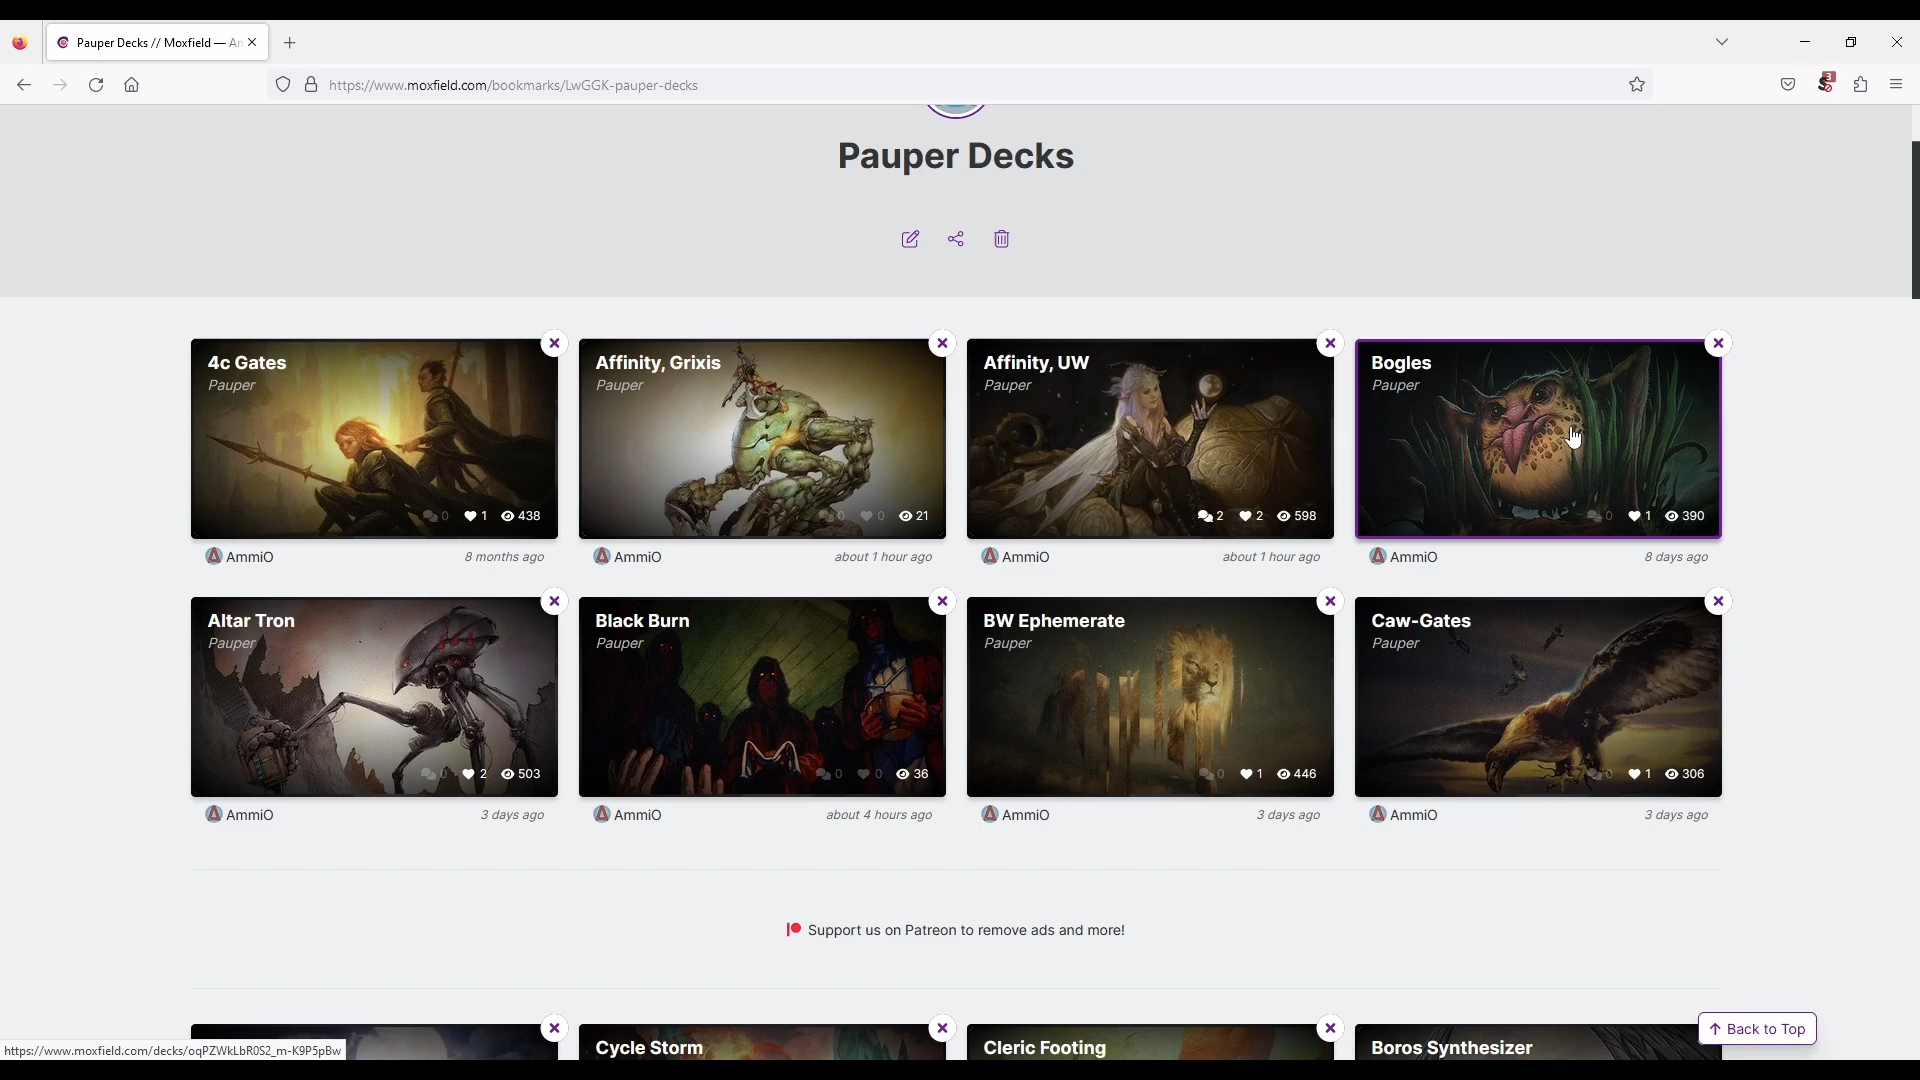 Pauper Decks // Moxfield — An
3
https://www.moxfield.com/bookmarks/LwGGK-pauper-decks
Pauper Decks
4c Gates
Pauper
0 1 438
AmmiO 8 months ago
Affinity, Grixis
Pauper
0 0 21
AmmiO about 1 hour ago
Affinity, UW
Pauper
2 2 598
AmmiO about 1 hour ago
Bogles
Pauper
0 1 390
AmmiO 8 days ago
Altar Tron
Pauper
0 2 503
AmmiO 3 days ago
Black Burn
Pauper
0 0 36
AmmiO about 4 hours ago
BW Ephemerate
Pauper
0 1 446
AmmiO 3 days ago
Caw-Gates
Pauper
0 1 306
AmmiO 3 days ago
Support us on Patreon to remove ads and more!
Cycle Storm
Cleric Footing
Boros Synthesizer
Back to Top
https://www.moxfield.com/decks/oqPZWkLbR0S2_m-K9P5pBw